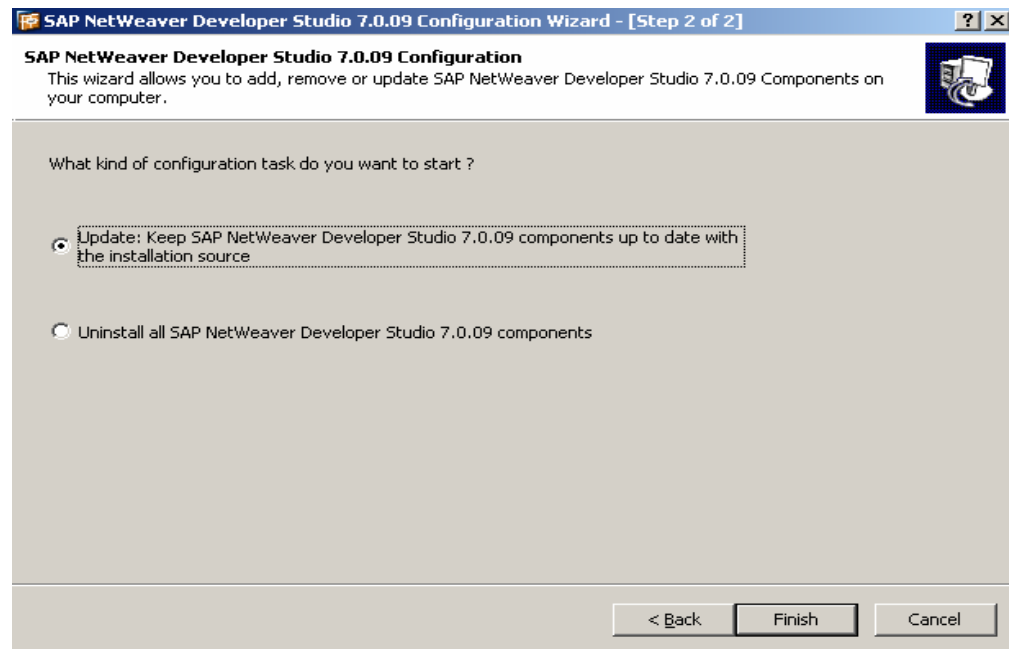 SAP NetWeaver Developer Studio 7.0.09 Configuration Wizard - [Step 2 of 2]
SAP NetWeaver Developer Studio 7.0.09 Configuration
This wizard allows you to add, remove or update SAP NetWeaver Developer Studio 7.0.09 Components on
your computer.
What kind of configuration task do you want to start ?
Update: Keep SAP NetWeaver Developer Studio 7.0.09 components up to date with
the installation source
Uninstall all SAP NetWeaver Developer Studio 7.0.09 components
< Back Finish Cancel